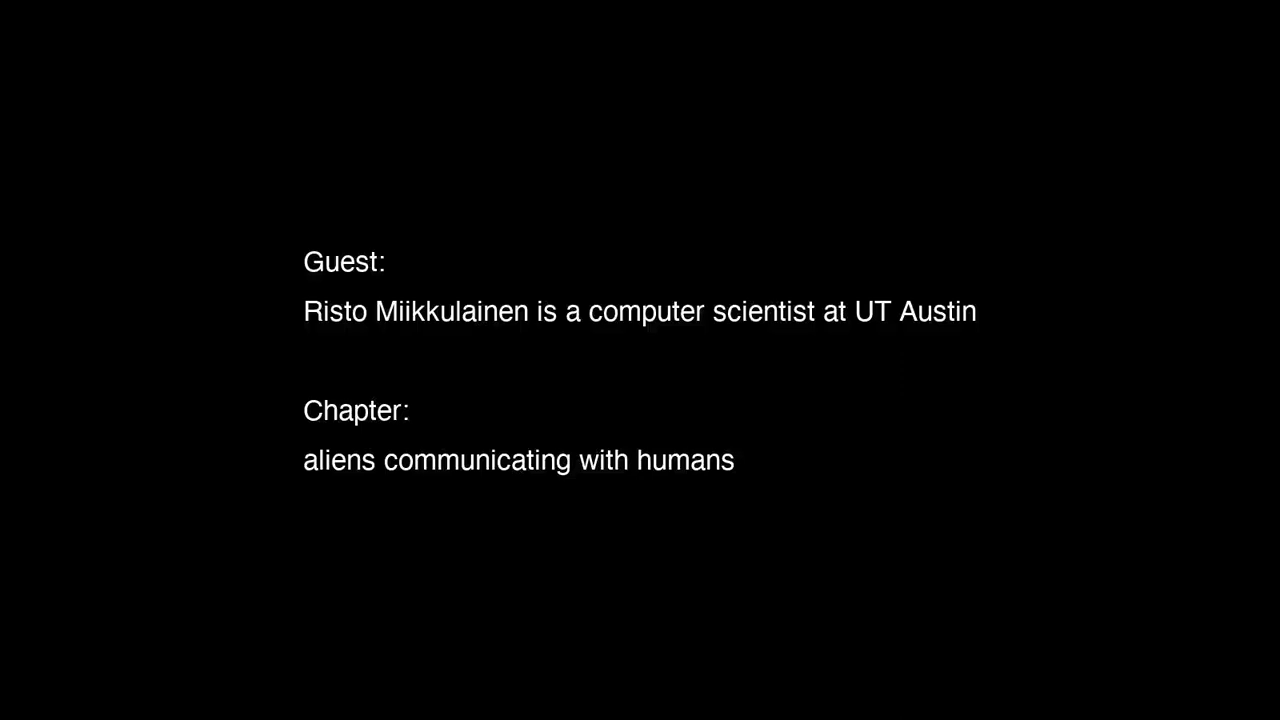 Guest:
Risto Miikkulainen is a computer scientist at UT Austin
Chapter:
aliens communicating with humans